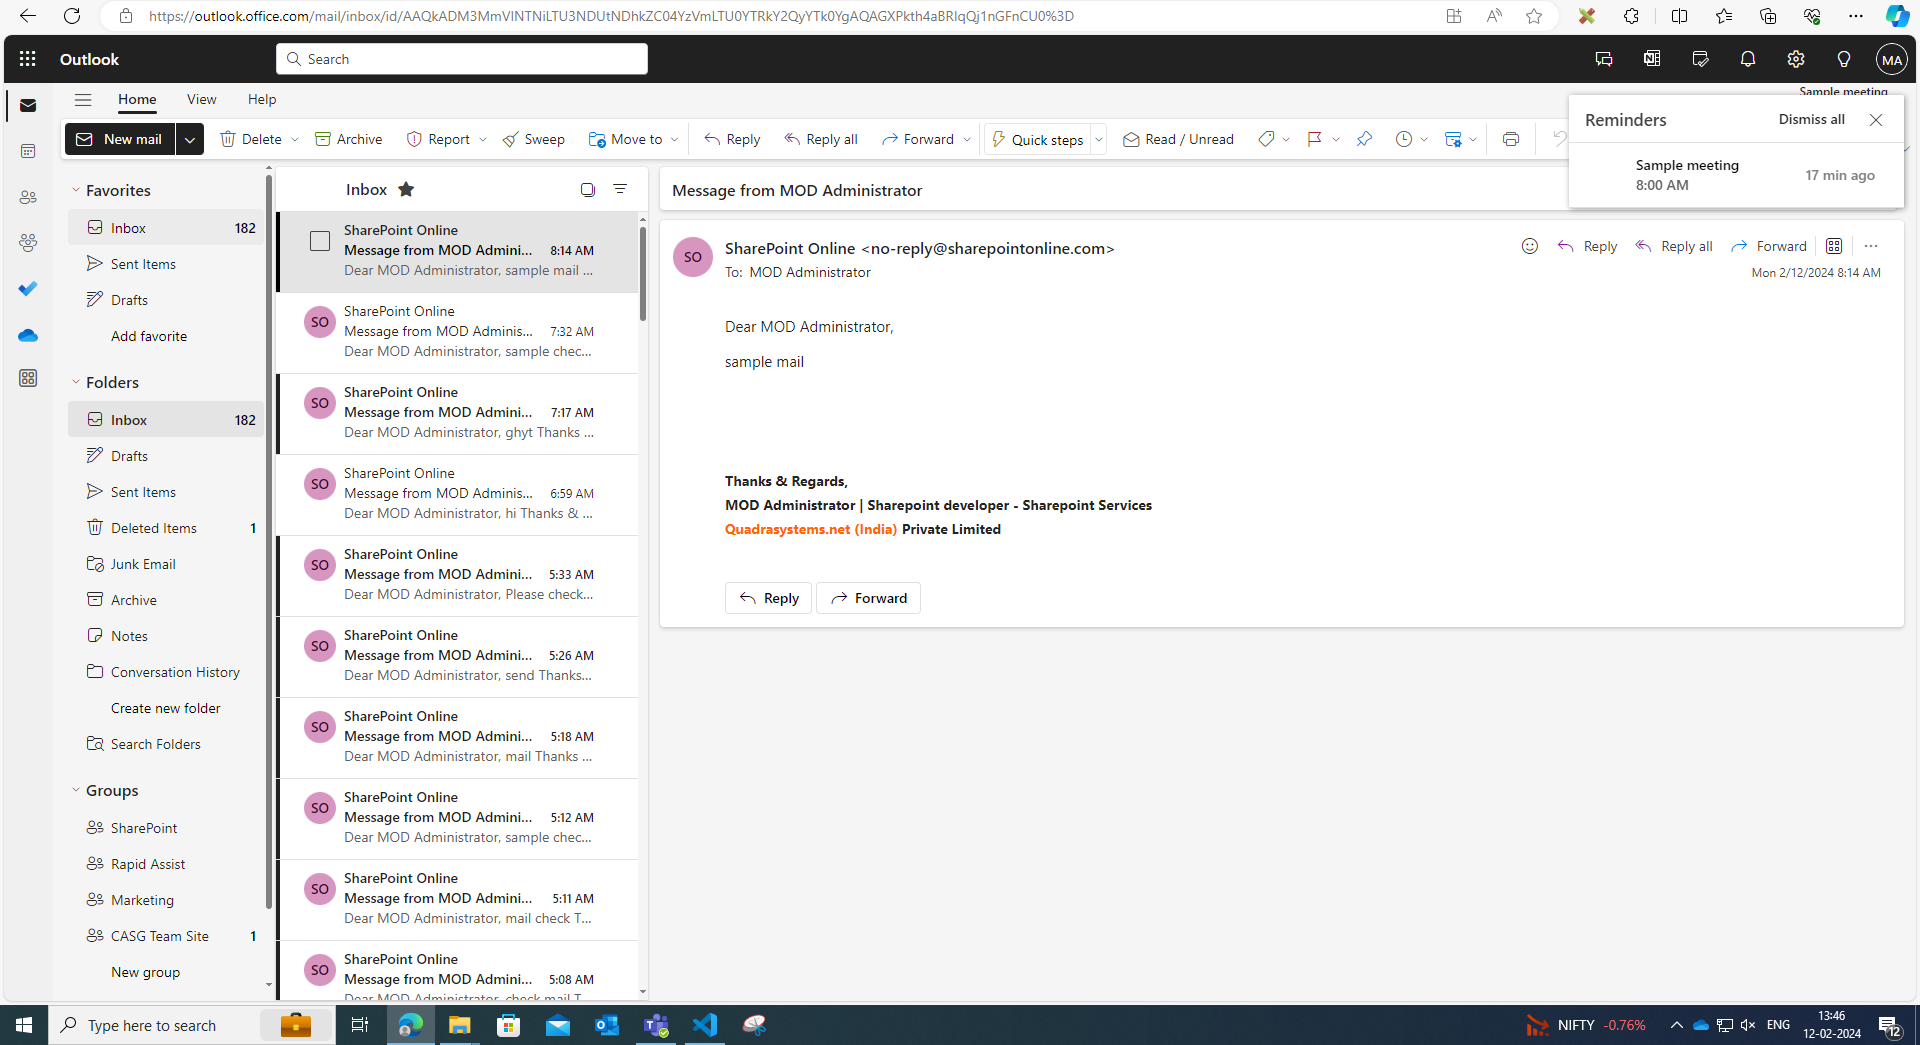 https://outlook.office.com/mail/inbox/id/AAQkADM3MmVlNTNiLTU3NDUtNDhkZC04YzVmLTU0YTRkY2QyYTk0YgAQAGXPkth4aBRIqQj1nGFnCU0%3D
Outlook
Search
MA
Home
View
Help
Sample meeting
New mail
Delete
Archive
Report
Sweep
Move to
Reply
Reply all
Forward
Quick steps
Read / Unread
Reminders
Dismiss all
Sample meeting
8:00 AM
17 min ago
Favorites
Inbox 182
Sent Items
Drafts
Add favorite
Folders
Inbox 182
Drafts
Sent Items
Deleted Items 1
Junk Email
Archive
Notes
Conversation History
Create new folder
Search Folders
Groups
SharePoint
Rapid Assist
Marketing
CASG Team Site 1
New group
Inbox
SharePoint Online
Message from MOD Admini... 8:14 AM
Dear MOD Administrator, sample mail ...
SO
SharePoint Online
Message from MOD Adminis... 7:32 AM
Dear MOD Administrator, sample chec...
SO
SharePoint Online
Message from MOD Admini... 7:17 AM
Dear MOD Administrator, ghyt Thanks ...
SO
SharePoint Online
Message from MOD Adminis... 6:59 AM
Dear MOD Administrator, hi Thanks & ...
SO
SharePoint Online
Message from MOD Admini... 5:33 AM
Dear MOD Administrator, Please check...
SO
SharePoint Online
Message from MOD Admini... 5:26 AM
Dear MOD Administrator, send Thanks...
SO
SharePoint Online
Message from MOD Admini... 5:18 AM
Dear MOD Administrator, mail Thanks ...
SO
SharePoint Online
Message from MOD Admini... 5:12 AM
Dear MOD Administrator, sample chec...
SO
SharePoint Online
Message from MOD Admini... 5:11 AM
Dear MOD Administrator, mail check T...
SO
SharePoint Online
Message from MOD Admini... 5:08 AM
Dear MOD Administrator, check mail T...
Message from MOD Administrator
SO
SharePoint Online <no-reply@sharepointonline.com>
To: MOD Administrator
Reply
Reply all
Forward
Mon 2/12/2024 8:14 AM
Dear MOD Administrator,
sample mail
Thanks & Regards,
MOD Administrator | Sharepoint developer - Sharepoint Services
Quadrasystems.net (India) Private Limited
Reply
Forward
Type here to search
NIFTY -0.76%
ENG
13:46
12-02-2024
12